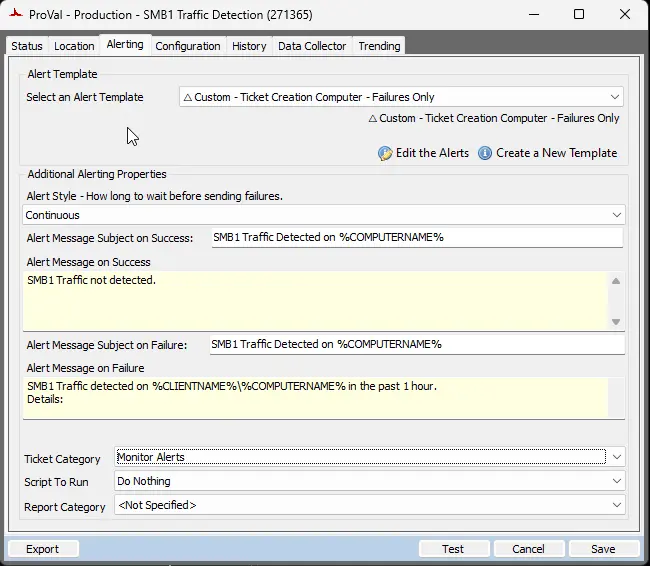 ProVal - Production - SMB1 Traffic Detection (271365)
Status Location Alerting Configuration History Data Collector Trending
Alert Template
Select an Alert Template △ Custom - Ticket Creation Computer - Failures Only
△ Custom - Ticket Creation Computer - Failures Only
Edit the Alerts Create a New Template
Additional Alerting Properties
Alert Style - How long to wait before sending failures.
Continuous
Alert Message Subject on Success: SMB1 Traffic Detected on %COMPUTERNAME%
Alert Message on Success
SMB1 Traffic not detected.
Alert Message Subject on Failure: SMB1 Traffic Detected on %COMPUTERNAME%
Alert Message on Failure
SMB1 Traffic detected on %CLIENTNAME%\%COMPUTERNAME% in the past 1 hour.
Details:
Ticket Category Monitor Alerts
Script To Run Do Nothing
Report Category <Not Specified>
Export Test Cancel Save